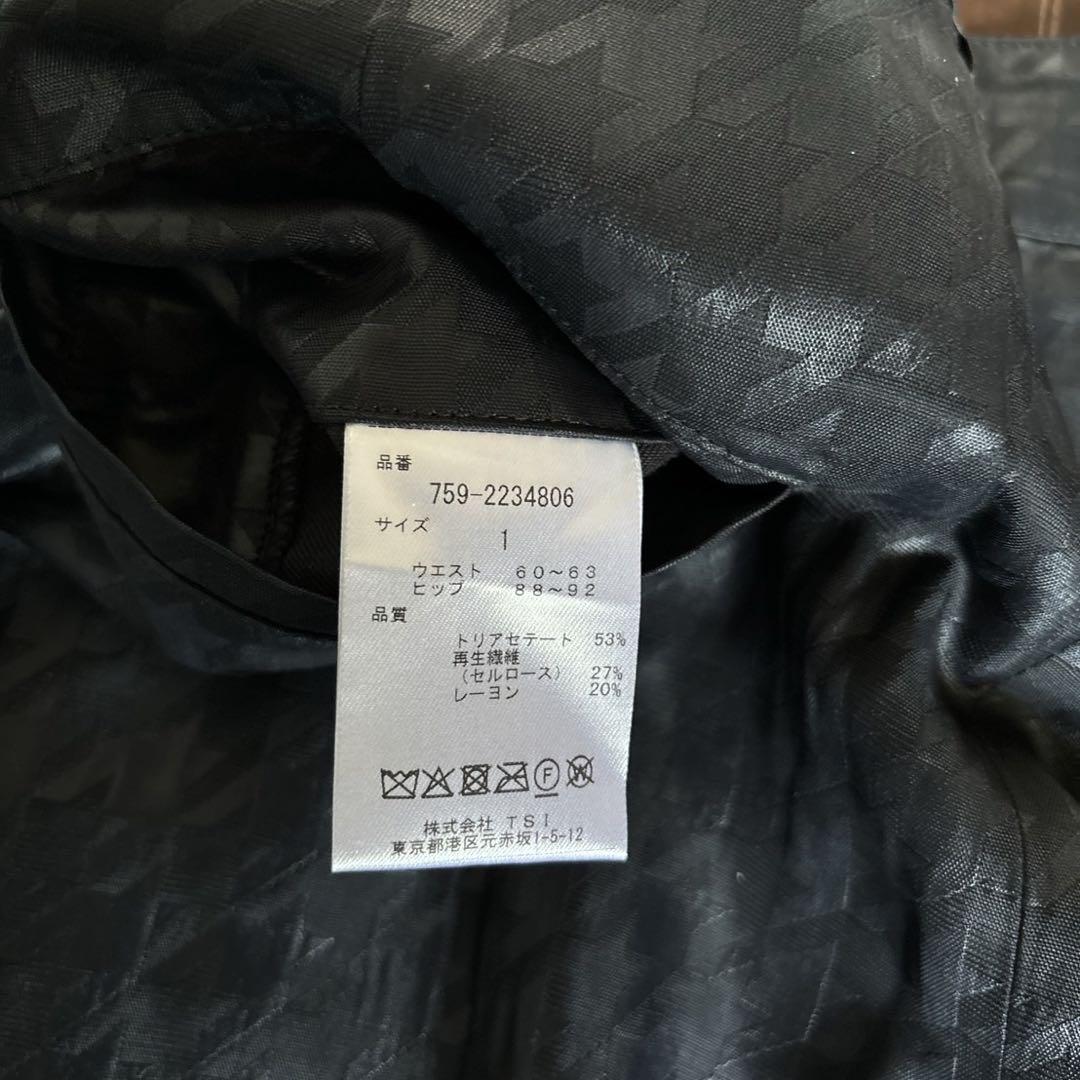 品番
759-2234806
サイズ
1
ウエスト 60～63
ヒップ 88～92
品質
トリアセテート 53%
再生繊維
（セルロース） 27%
レーヨン 20%
F
W
株式会社 TSI
東京都港区元赤坂1-5-12